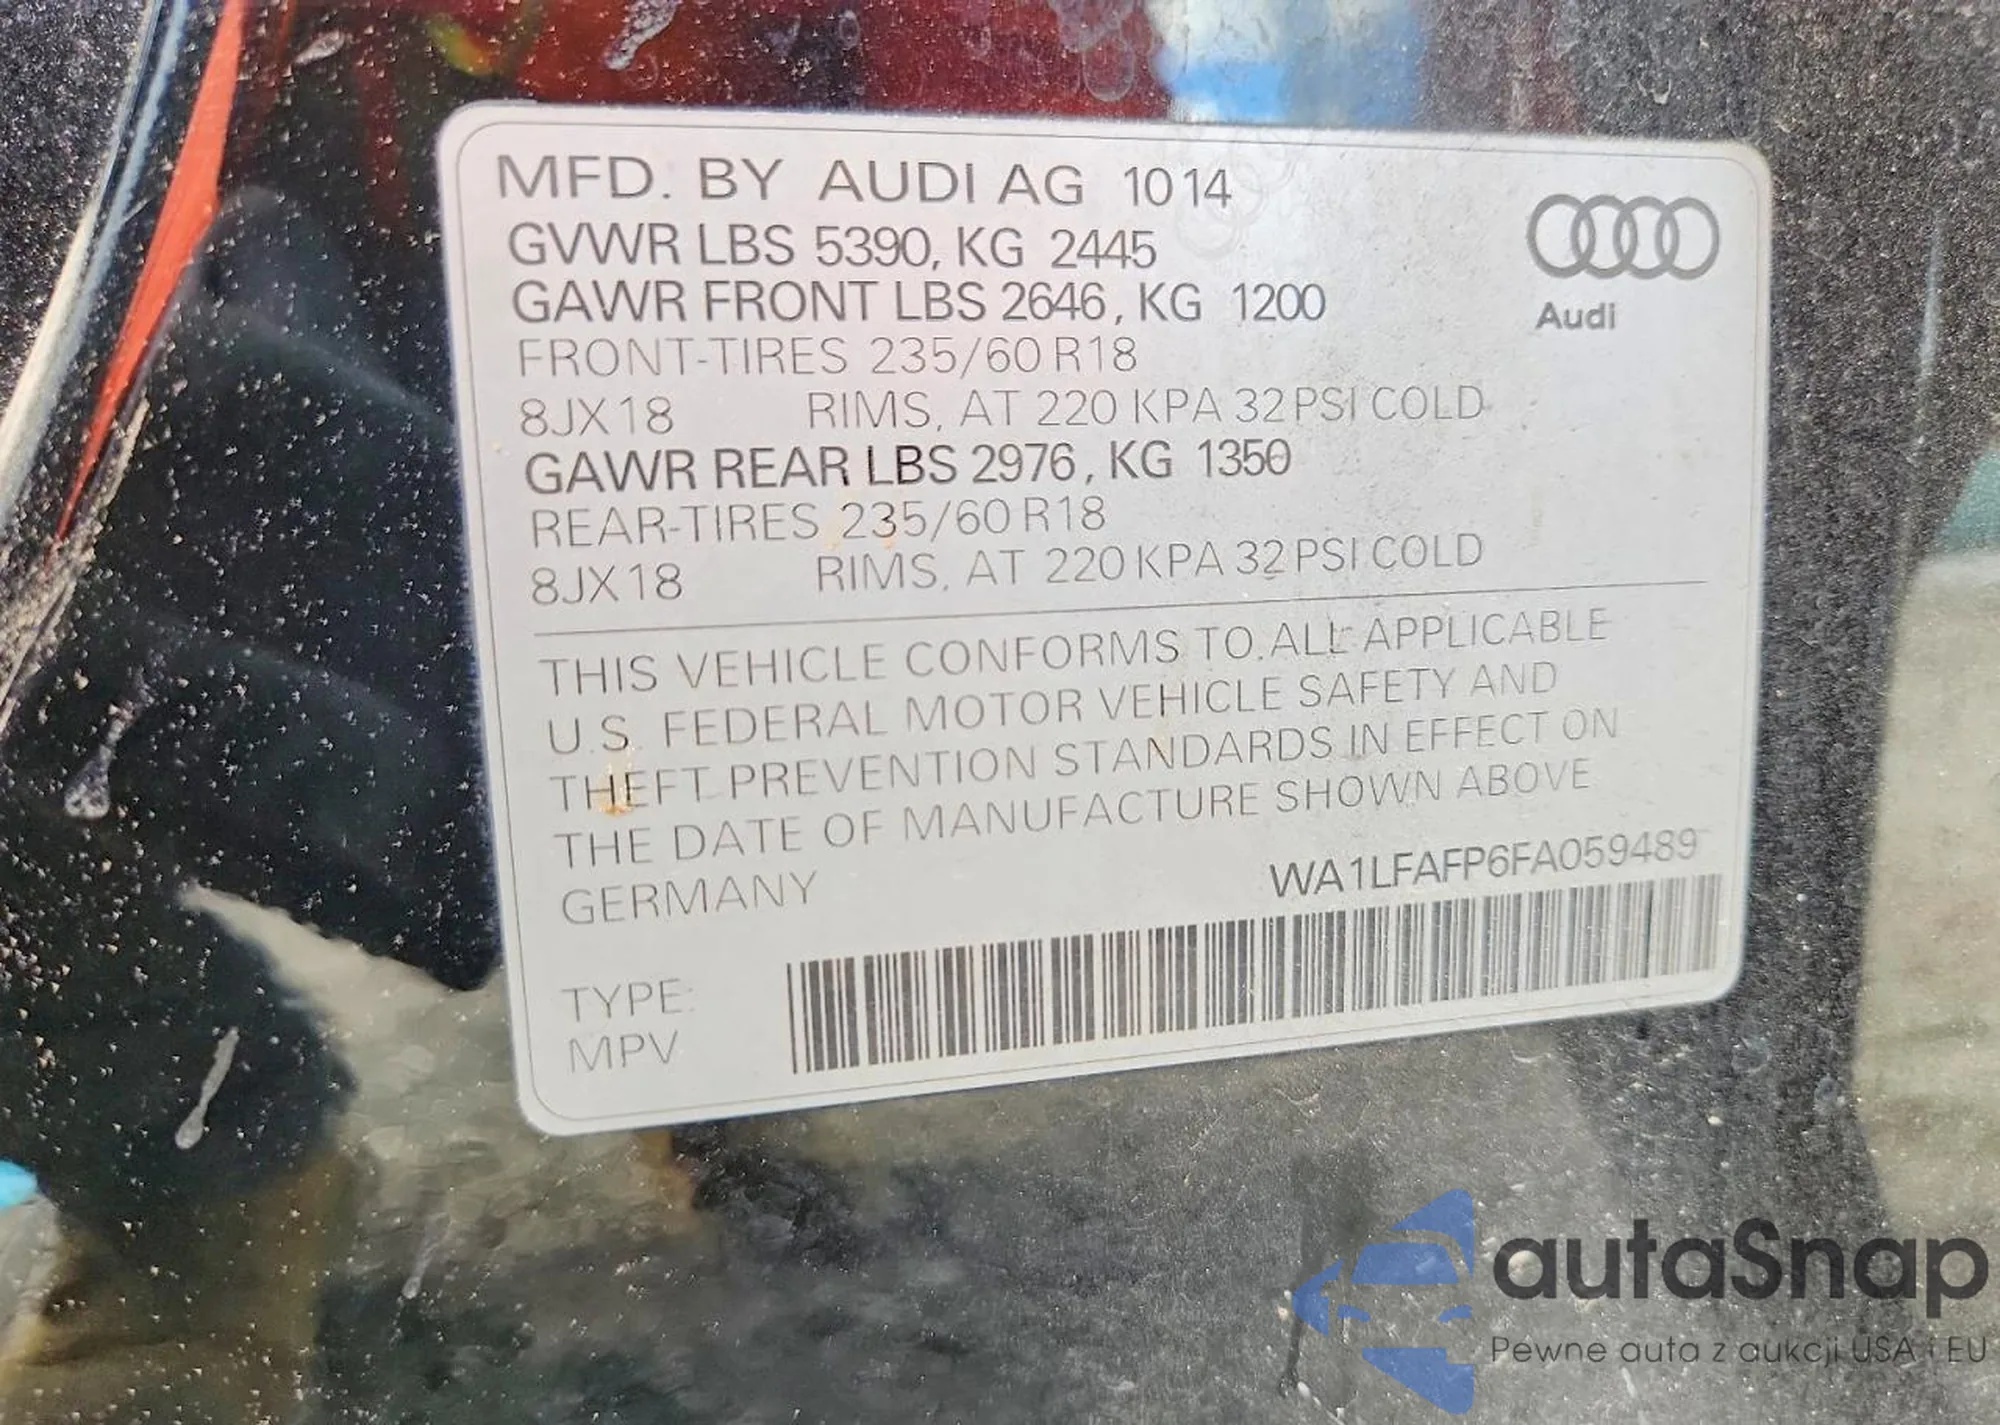 MFD. BY AUDI AG 10 14
GVWR LBS 5390, KG 2445
GAWR FRONT LBS 2646, KG 1200
FRONT-TIRES 235/60 R18
8JX18 RIMS, AT 220 KPA 32 PSI COLD
GAWR REAR LBS 2976, KG 1350
REAR-TIRES 235/60 R18
8JX18 RIMS, AT 220 KPA 32 PSI COLD
Audi
THIS VEHICLE CONFORMS TO ALL APPLICABLE
U.S. FEDERAL MOTOR VEHICLE SAFETY AND
THEFT PREVENTION STANDARDS IN EFFECT ON
THE DATE OF MANUFACTURE SHOWN ABOVE
GERMANY WA1LFAFP6FA059489
TYPE:
MPV
autaSnap
Pewne auta z aukcji USA i EU